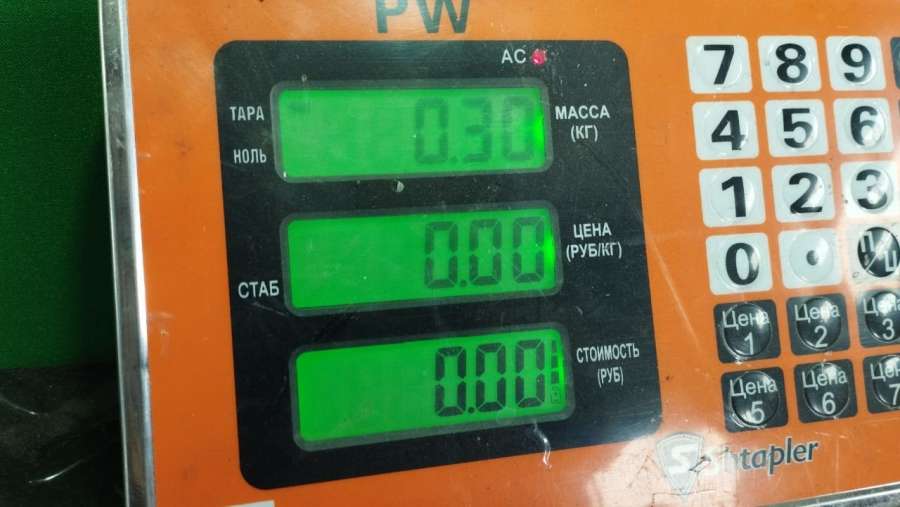 PW
AC
ТАРА
0.30
МАССА
(КГ)
НОЛЬ
0.00
ЦЕНА
(РУБ/КГ)
СТАБ
0.00
СТОИМОСТЬ
(РУБ)
7 8 9
4 5 6
1 2 3
0 .
Цена 1
Цена 2
Цена 3
Цена 5
Цена 6
Цена 7